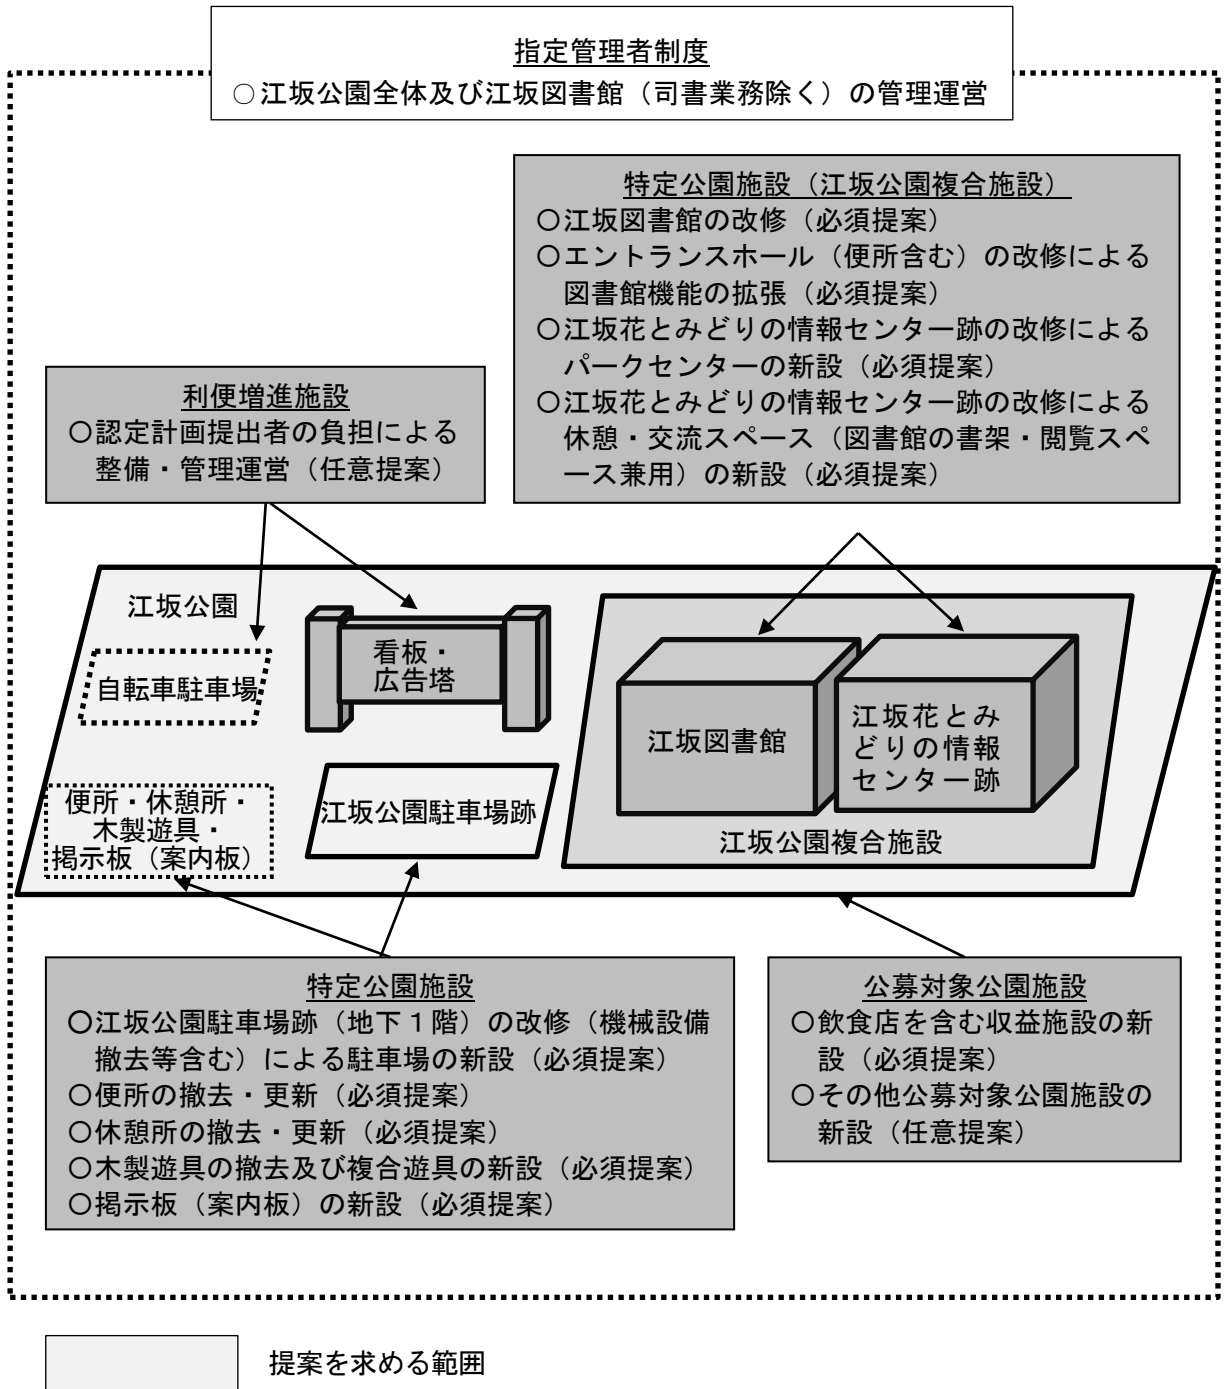 指定管理者制度
○江坂公園全体及び江坂図書館（司書業務除く）の管理運営
特定公園施設（江坂公園複合施設）
〇江坂図書館の改修（必須提案）
〇エントランスホール（便所含む）の改修による
図書館機能の拡張（必須提案）
〇江坂花とみどりの情報センター跡の改修による
パークセンターの新設（必須提案）
〇江坂花とみどりの情報センター跡の改修による
休憩・交流スペース（図書館の書架・閲覧スペ
ース兼用）の新設（必須提案）
利便増進施設
〇認定計画提出者の負担による
整備・管理運営（任意提案）
江坂公園
自転車駐車場
看板・
広告塔
江坂図書館
江坂花とみ
どりの情報
センター跡
江坂公園複合施設
便所・休憩所・
木製遊具・
掲示板（案内板）
江坂公園駐車場跡
特定公園施設
〇江坂公園駐車場跡（地下１階）の改修（機械設備
撤去等含む）による駐車場の新設（必須提案）
〇便所の撤去・更新（必須提案）
〇休憩所の撤去・更新（必須提案）
〇木製遊具の撤去及び複合遊具の新設（必須提案）
〇掲示板（案内板）の新設（必須提案）
公募対象公園施設
〇飲食店を含む収益施設の新
設（必須提案）
〇その他公募対象公園施設の
新設（任意提案）
提案を求める範囲